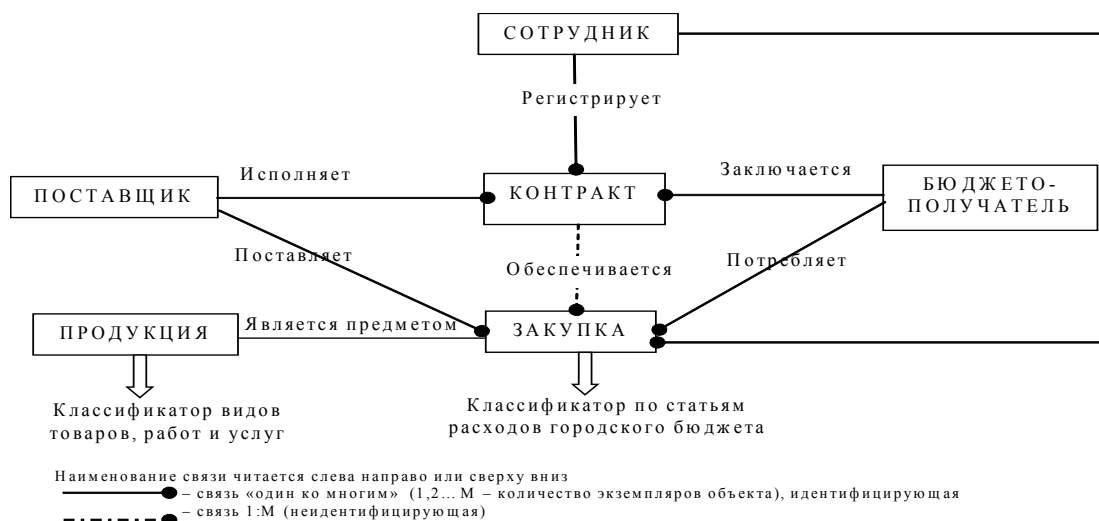 СОТРУДНИК
Регистрирует
Исполняет
Заключается
ПОСТАВЩИК
КОНТРАКТ
БЮДЖЕТО-
ПОЛУЧАТЕЛЬ
Поставляет
Обеспечивается
Потребляет
ПРОДУКЦИЯ
Является предметом
ЗАКУПКА
Классификатор видов
товаров, работ и услуг
Классификатор по статьям
расходов городского бюджета
Наименование связи читается слева направо или сверху вниз
– связь «один ко многим» (1,2... М – количество экземпляров объекта), идентифицирующая
– связь 1:М (неидентифицирующая)